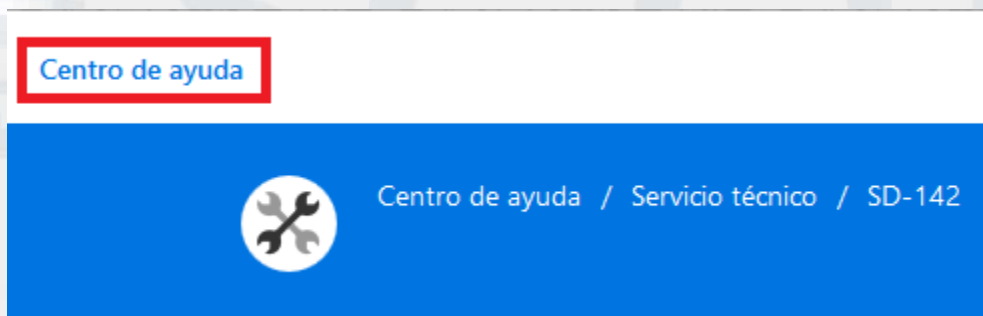 Centro de ayuda
Centro de ayuda / Servicio técnico / SD-142